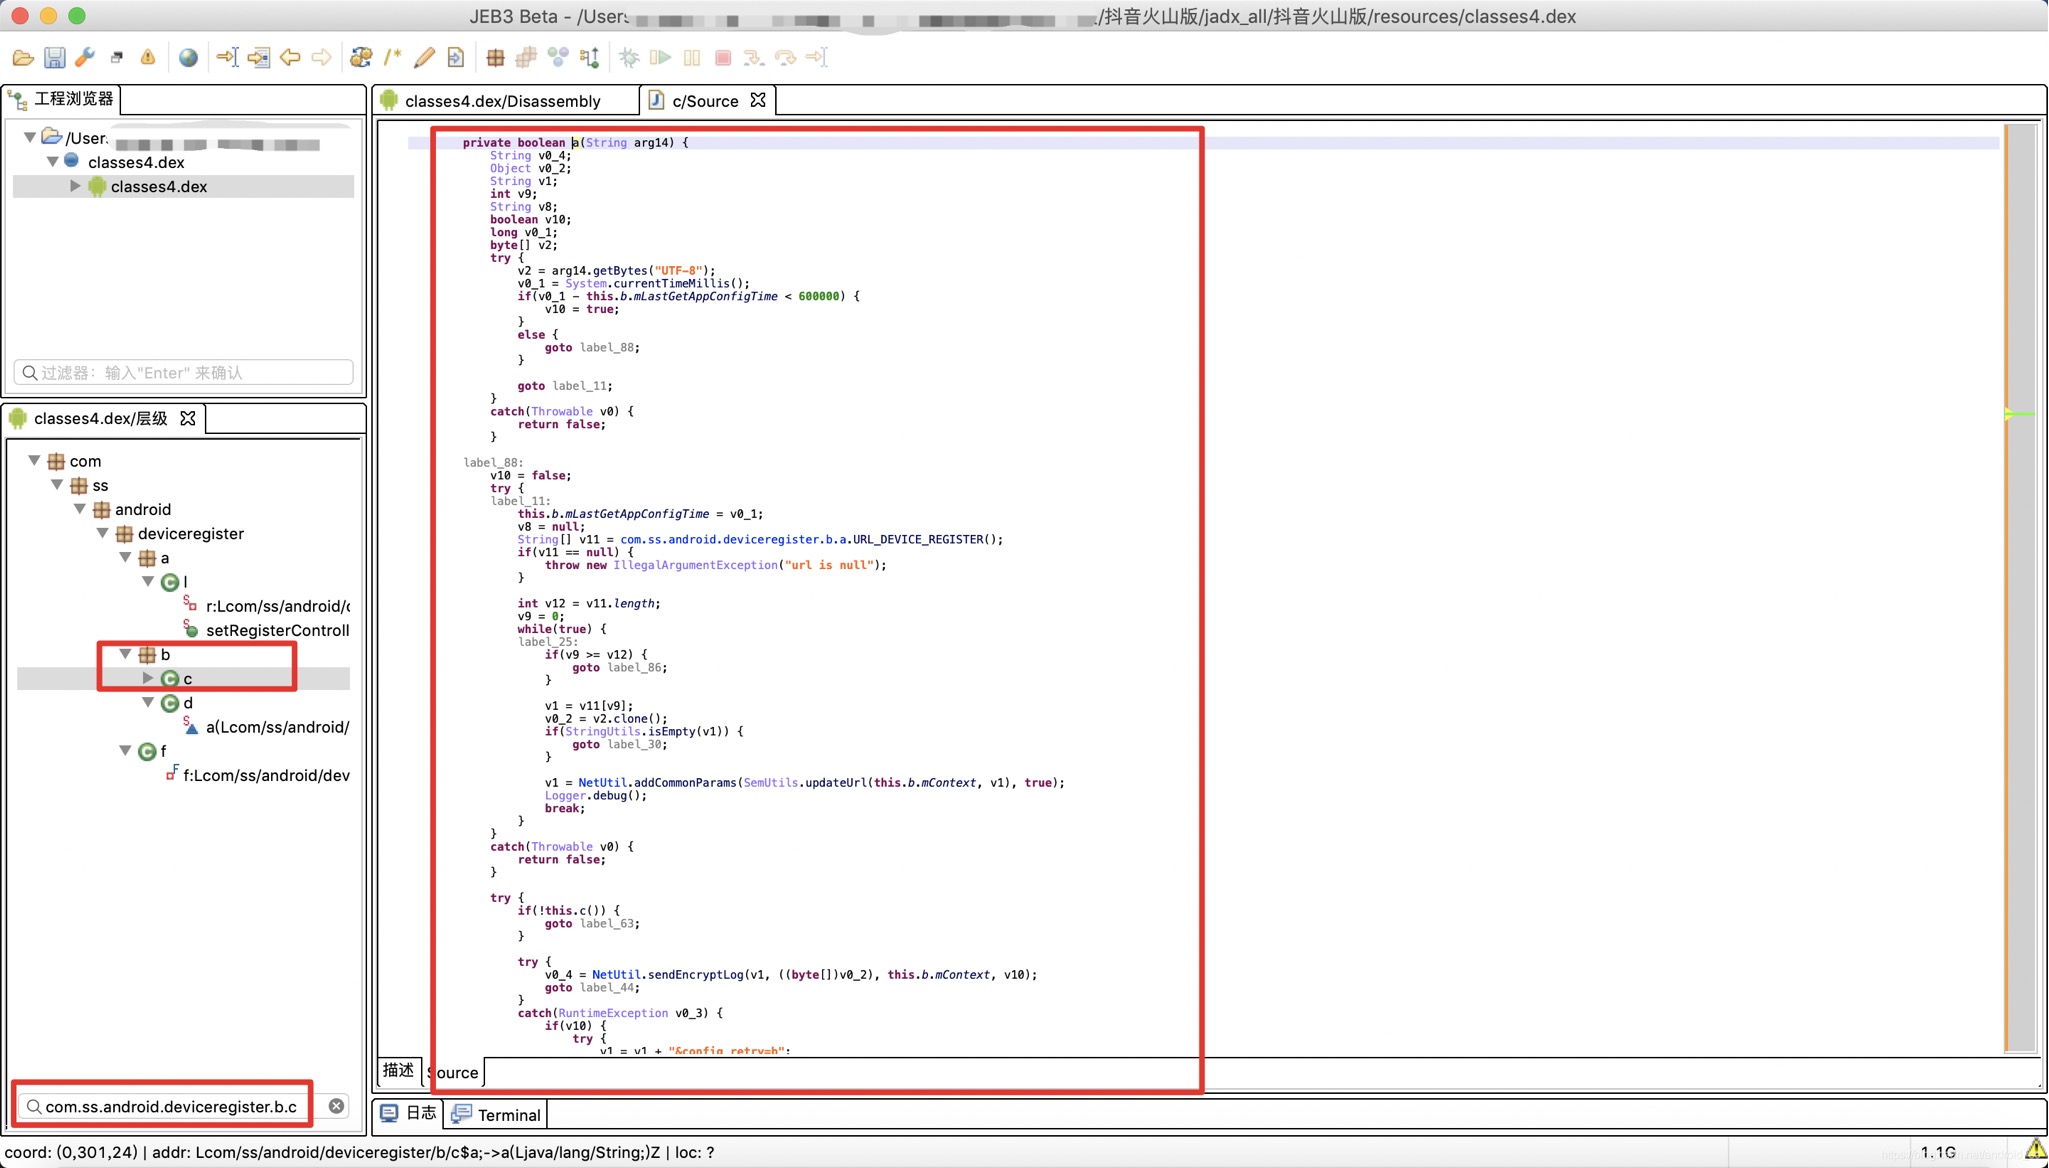 JEB3 Beta - /Users /抖音火山版/jadx_all/抖音火山版/resources/classes4.dex
工程浏览器
/User
classes4.dex
classes4.dex
过滤器：输入"Enter" 来确认
classes4.dex/层级
com
ss
android
deviceregister
a
l
r:Lcom/ss/android/c
setRegisterControll
b
c
d
a(Lcom/ss/android/
f
f:Lcom/ss/android/dev
com.ss.android.deviceregister.b.c
classes4.dex/Disassembly
c/Source
private boolean a(String arg14) {
String v0_4;
Object v0_2;
String v1;
int v9;
String v8;
boolean v10;
long v0_1;
byte[] v2;
try {
v2 = arg14.getBytes("UTF-8");
v0_1 = System.currentTimeMillis();
if(v0_1 - this.b.mLastGetAppConfigTime < 600000) {
v10 = true;
}
else {
goto label_88;
}
goto label_11;
}
catch(Throwable v0) {
return false;
}
label_88:
v10 = false;
try {
label_11:
this.b.mLastGetAppConfigTime = v0_1;
v8 = null;
String[] v11 = com.ss.android.deviceregister.b.a.URL_DEVICE_REGISTER();
if(v11 == null) {
throw new IllegalArgumentException("url is null");
}
int v12 = v11.length;
v9 = 0;
while(true) {
label_25:
if(v9 >= v12) {
goto label_86;
}
v1 = v11[v9];
v0_2 = v2.clone();
if(StringUtils.isEmpty(v1)) {
goto label_30;
}
v1 = NetUtil.addCommonParams(SemUtils.updateUrl(this.b.mContext, v1), true);
Logger.debug();
break;
}
}
catch(Throwable v0) {
return false;
}
try {
if(!this.c()) {
goto label_63;
}
try {
v0_4 = NetUtil.sendEncryptLog(v1, ((byte[])v0_2), this.b.mContext, v10);
goto label_44;
}
catch(RuntimeException v0_3) {
if(v10) {
try {
v1 = v1 + "&config_retry=b";
描述
Source
日志
Terminal
coord: (0,301,24) | addr: Lcom/ss/android/deviceregister/b/c$a;->a(Ljava/lang/String;)Z | loc: ?
1.1G